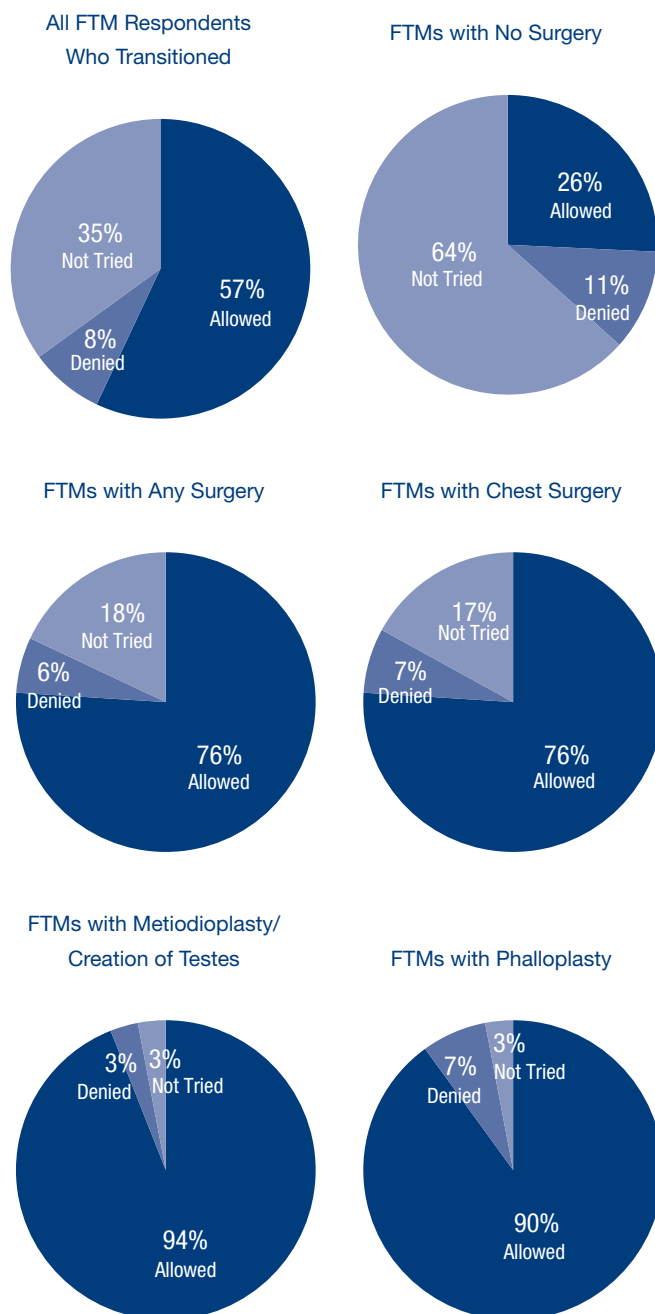 All FTM Respondents
Who Transitioned
35%
Not Tried
57%
Allowed
8%
Denied
FTMs with No Surgery
26%
Allowed
64%
Not Tried
11%
Denied
FTMs with Any Surgery
18%
Not Tried
6%
Denied
76%
Allowed
FTMs with Chest Surgery
17%
Not Tried
7%
Denied
76%
Allowed
FTMs with Metiodioplasty/
Creation of Testes
3%
Denied
3%
Not Tried
94%
Allowed
FTMs with Phalloplasty
3%
Not Tried
7%
Denied
90%
Allowed